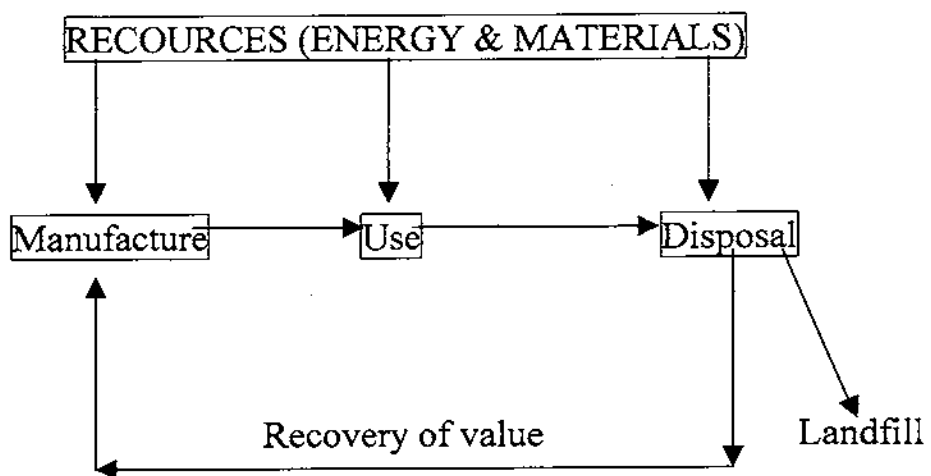 RECOURCES (ENERGY & MATERIALS)
Manufacture
Use
Disposal
Recovery of value
Landfill